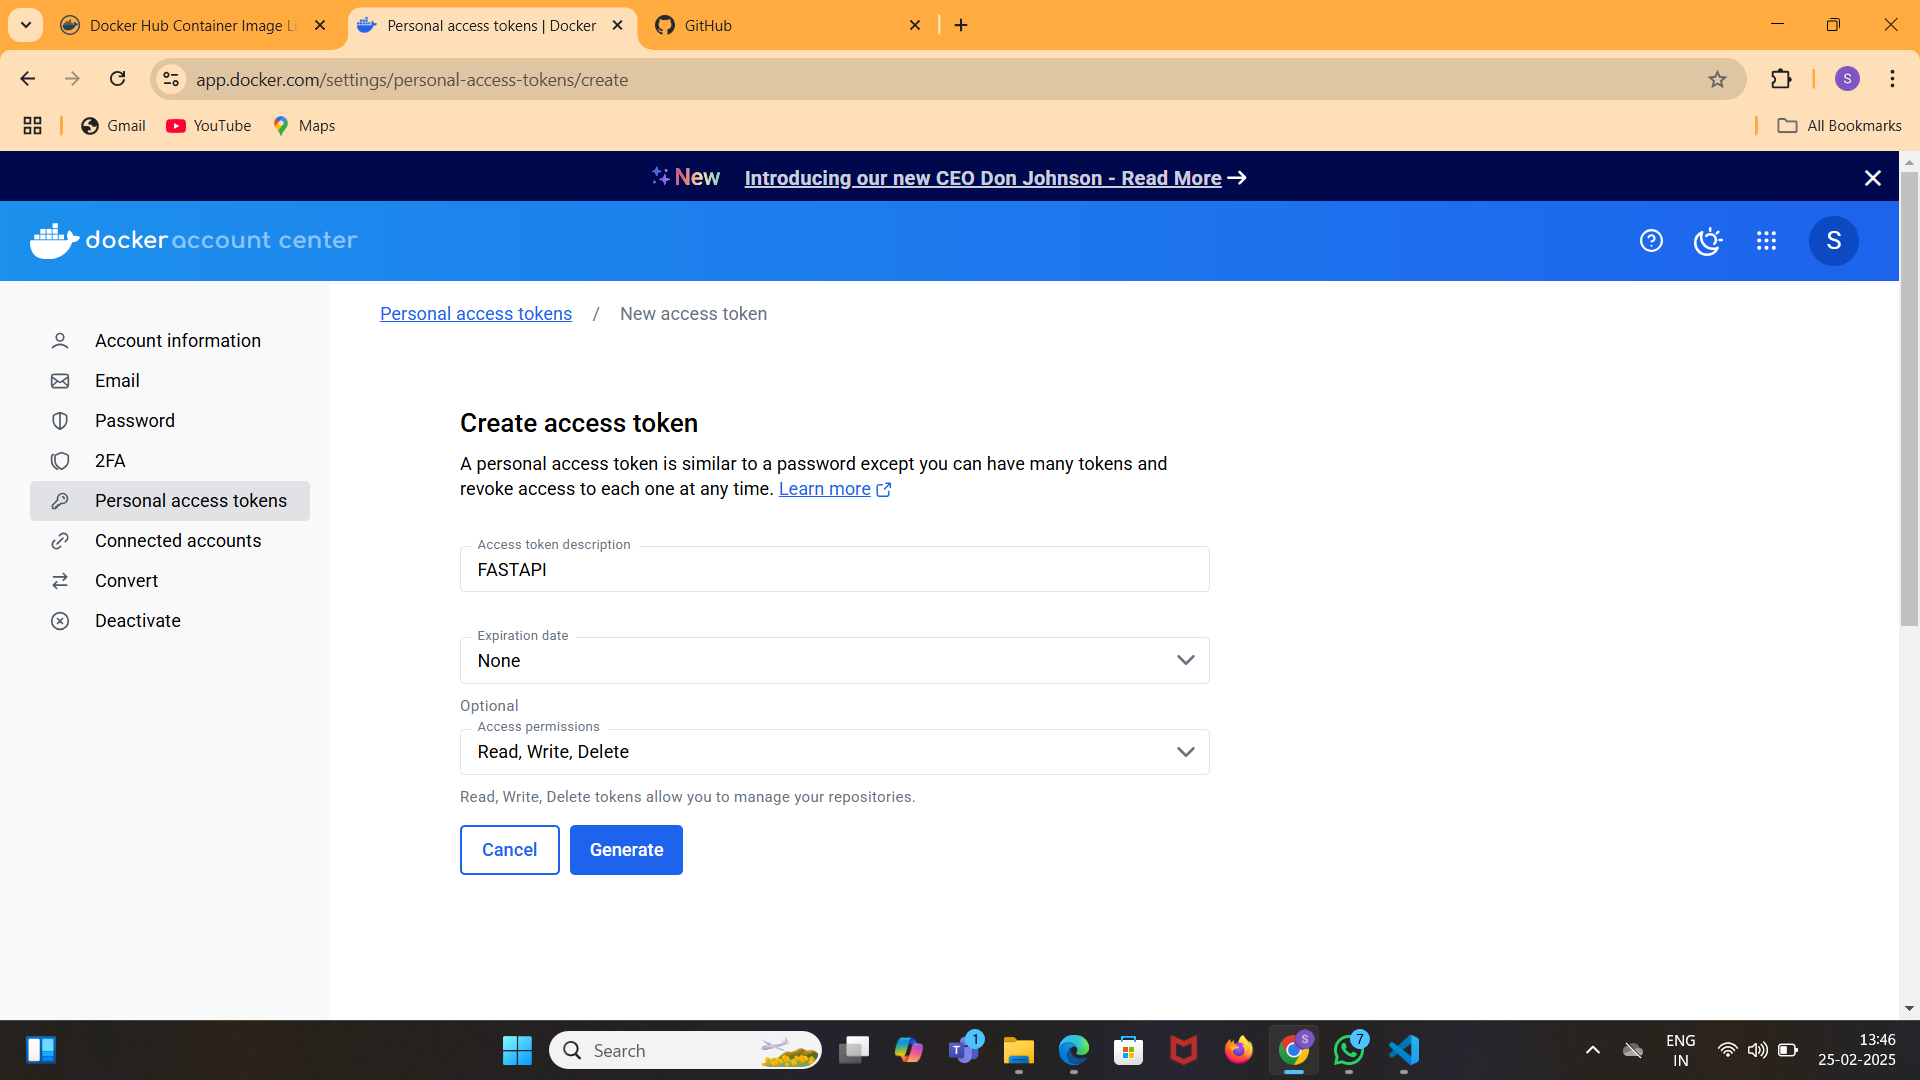 Docker Hub Container Image Li
Personal access tokens | Docker
GitHub
app.docker.com/settings/personal-access-tokens/create
S
Gmail
YouTube
Maps
All Bookmarks
New
Introducing our new CEO Don Johnson - Read More
docker account center
S
Personal access tokens / New access token
Account information
Email
Password
2FA
Personal access tokens
Connected accounts
Convert
Deactivate
Create access token
A personal access token is similar to a password except you can have many tokens and
revoke access to each one at any time. Learn more
Access token description
FASTAPI
Expiration date
None
Optional
Access permissions
Read, Write, Delete
Read, Write, Delete tokens allow you to manage your repositories.
Cancel
Generate
Search
1
S
7
ENG
IN
13:46
25-02-2025